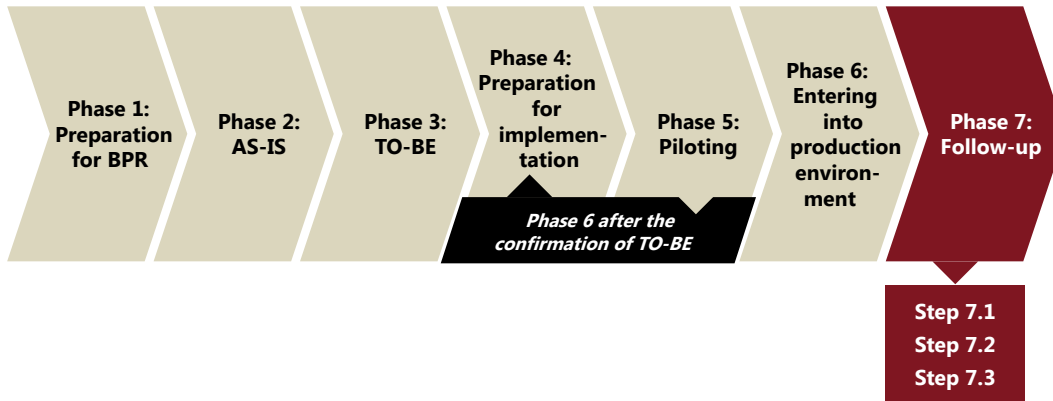 Phase 1:
Preparation
for BPR
Phase 2:
AS-IS
Phase 3:
TO-BE
Phase 4:
Preparation
for
implemen-
tation
Phase 5:
Piloting
Phase 6:
Entering
into
production
environ-
ment
Phase 7:
Follow-up
Phase 6 after the
confirmation of TO-BE
Step 7.1
Step 7.2
Step 7.3